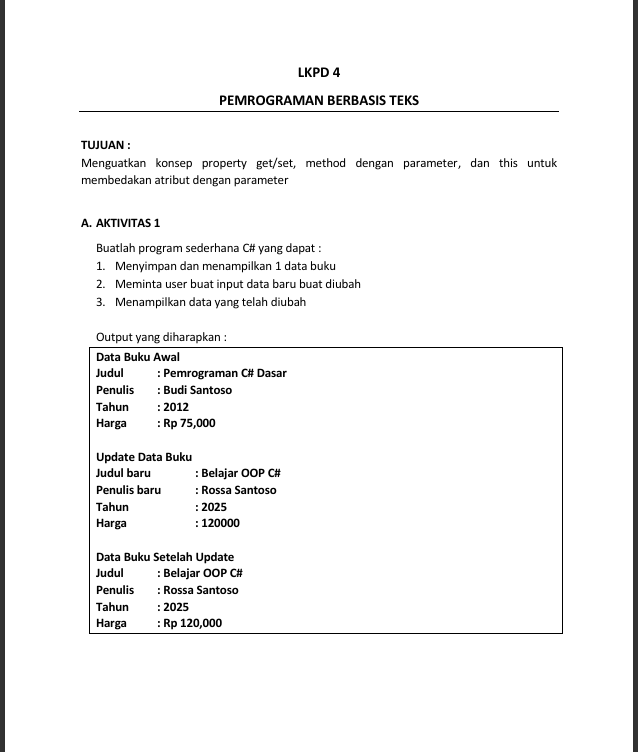 LKPD 4
PEMROGRAMAN BERBASIS TEKS
TUJUAN :
Menguatkan konsep property get/set, method dengan parameter, dan this untuk
membedakan atribut dengan parameter
A. AKTIVITAS 1
Buatlah program sederhana C# yang dapat :
1. Menyimpan dan menampilkan 1 data buku
2. Meminta user buat input data baru buat diubah
3. Menampilkan data yang telah diubah
Output yang diharapkan :
Data Buku Awal
Judul : Pemrograman C# Dasar
Penulis : Budi Santoso
Tahun : 2012
Harga : Rp 75,000
Update Data Buku
Judul baru : Belajar OOP C#
Penulis baru : Rossa Santoso
Tahun : 2025
Harga : 120000
Data Buku Setelah Update
Judul : Belajar OOP C#
Penulis : Rossa Santoso
Tahun : 2025
Harga : Rp 120,000